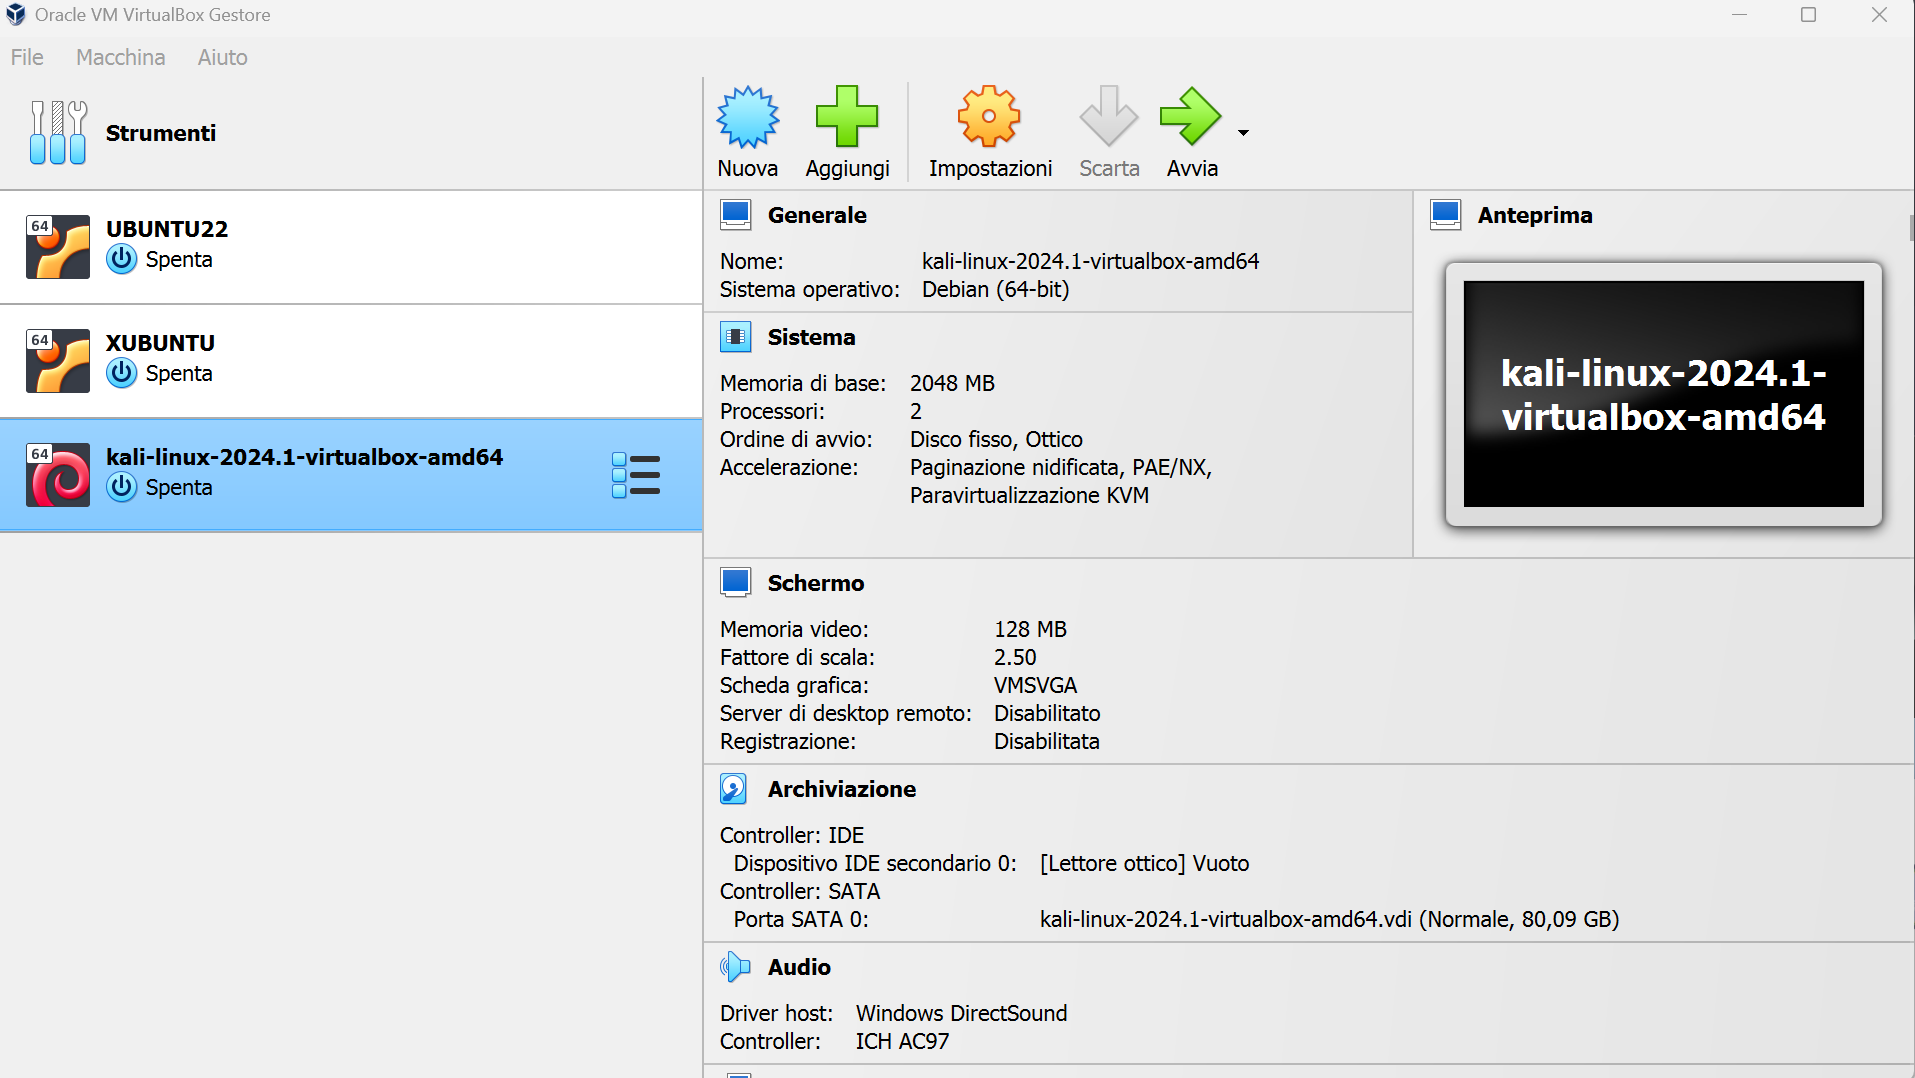 Oracle VM VirtualBox Gestore
File Macchina Aiuto
Strumenti
Nuova Aggiungi Impostazioni Scarta Avvia
64
UBUNTU22
Spenta
64
XUBUNTU
Spenta
64
kali-linux-2024.1-virtualbox-amd64
Spenta
Generale
Nome: kali-linux-2024.1-virtualbox-amd64
Sistema operativo: Debian (64-bit)
Anteprima
kali-linux-2024.1-
virtualbox-amd64
Sistema
Memoria di base: 2048 MB
Processori: 2
Ordine di avvio: Disco fisso, Ottico
Accelerazione: Paginazione nidificata, PAE/NX,
Paravirtualizzazione KVM
Schermo
Memoria video: 128 MB
Fattore di scala: 2.50
Scheda grafica: VMSVGA
Server di desktop remoto: Disabilitato
Registrazione: Disabilitata
Archiviazione
Controller: IDE
Dispositivo IDE secondario 0: [Lettore ottico] Vuoto
Controller: SATA
Porta SATA 0: kali-linux-2024.1-virtualbox-amd64.vdi (Normale, 80,09 GB)
Audio
Driver host: Windows DirectSound
Controller: ICH AC97